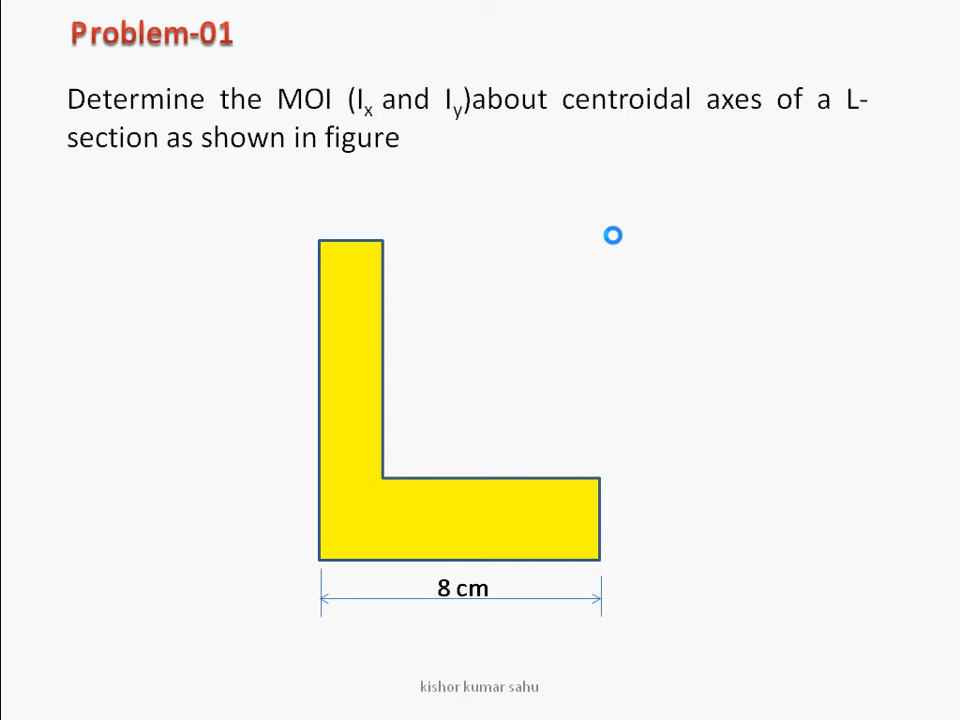 Problem-01
Determine the MOI (Ix and Iy)about centroidal axes of a L-
section as shown in figure
8 cm
kishor kumar sahu